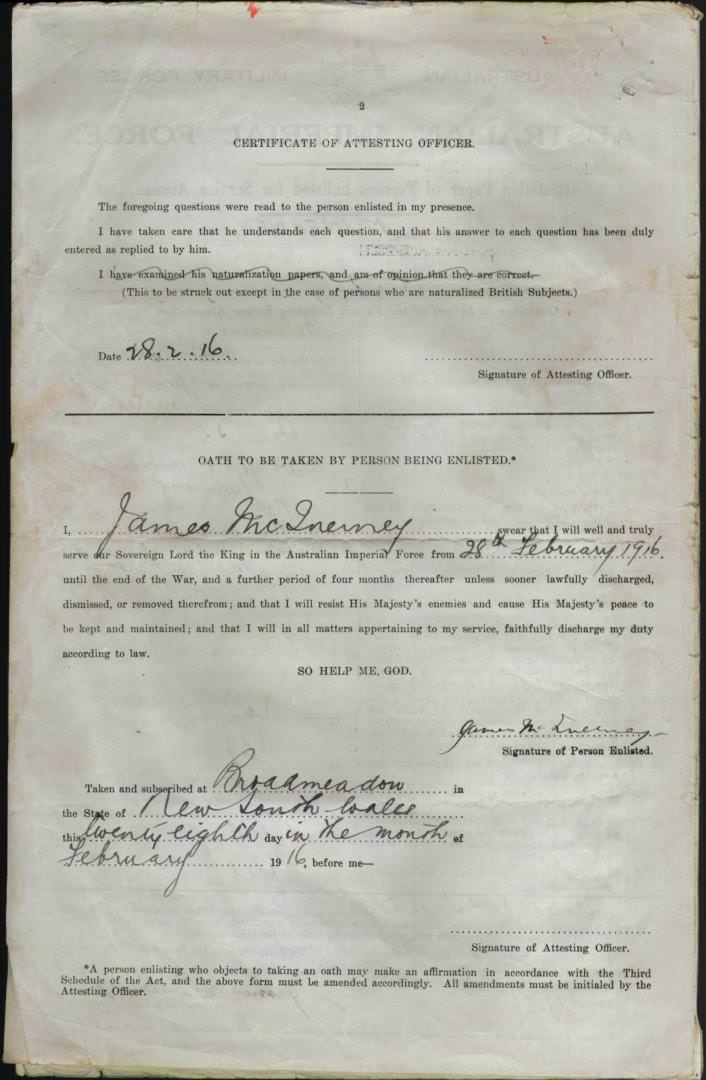 2
CERTIFICATE OF ATTESTING OFFICER.
The foregoing questions were read to the person enlisted in my presence.
I have taken care that he understands each question, and that his answer to each question has been duly
entered as replied to by him.
I have examined his naturalization papers, and am of opinion that they are correct.
(This to be struck out except in the case of persons who are naturalized British Subjects.)
Date 28.2.16.
Signature of Attesting Officer.
OATH TO BE TAKEN BY PERSON BEING ENLISTED.*
I, James McInerney swear that I will well and truly
serve our Sovereign Lord the King in the Australian Imperial Force from 28th February 1916.
until the end of the War, and a further period of four months thereafter unless sooner lawfully discharged,
dismissed, or removed therefrom; and that I will resist His Majesty's enemies and cause His Majesty's peace to
be kept and maintained; and that I will in all matters appertaining to my service, faithfully discharge my duty
according to law.
SO HELP ME, GOD.
James McInerney
Signature of Person Enlisted.
Taken and subscribed at Broadmeadow in
the State of New South Wales
this twenty eighth day in the month of
February 1916, before me—
Signature of Attesting Officer.
*A person enlisting who objects to taking an oath may make an affirmation in accordance with the Third
Schedule of the Act, and the above form must be amended accordingly. All amendments must be initialed by the
Attesting Officer.